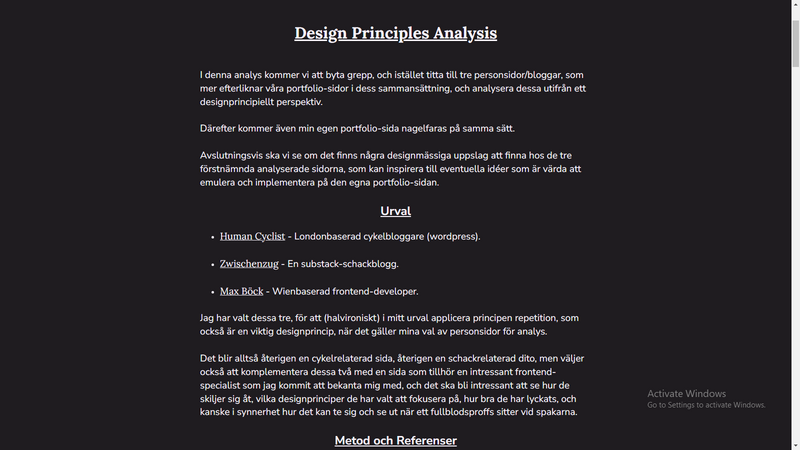 Design Principles Analysis
I denna analys kommer vi att byta grepp, och istället titta till tre personsidor/bloggar, som
mer efterliknar våra portfolio-sidor i dess sammansättning, och analysera dessa utifrån ett
designprincipiellt perspektiv.
Därefter kommer även min egen portfolio-sida nagelfaras på samma sätt.
Avslutningsvis ska vi se om det finns några designmässiga uppslag att finna hos de tre
förstnämnda analyserade sidorna, som kan inspirera till eventuella idéer som är värda att
emulera och implementera på den egna portfolio-sidan.
Urval
• Human Cyclist - Londonbaserad cykelbloggare (wordpress).
• Zwischenzug - En substack-schackblogg.
• Max Böck - Wienbaserad frontend-developer.
Jag har valt dessa tre, för att (halvironiskt) i mitt urval applicera principen repetition, som
också är en viktig designprincip, när det gäller mina val av personsidor för analys.
Det blir alltså återigen en cykelrelaterad sida, återigen en schackrelaterad dito, men väljer
också att komplementera dessa två med en sida som tillhör en intressant frontend-
specialist som jag kommit att bekanta mig med, och det ska bli intressant att se hur de
skiljer sig åt, vilka designprinciper de har valt att fokusera på, hur bra de har lyckats, och
kanske i synnerhet hur det kan te sig och se ut när ett fullblodsproffs sitter vid spakarna.
Metod och Referenser
Activate Windows
Go to Settings to activate Windows.